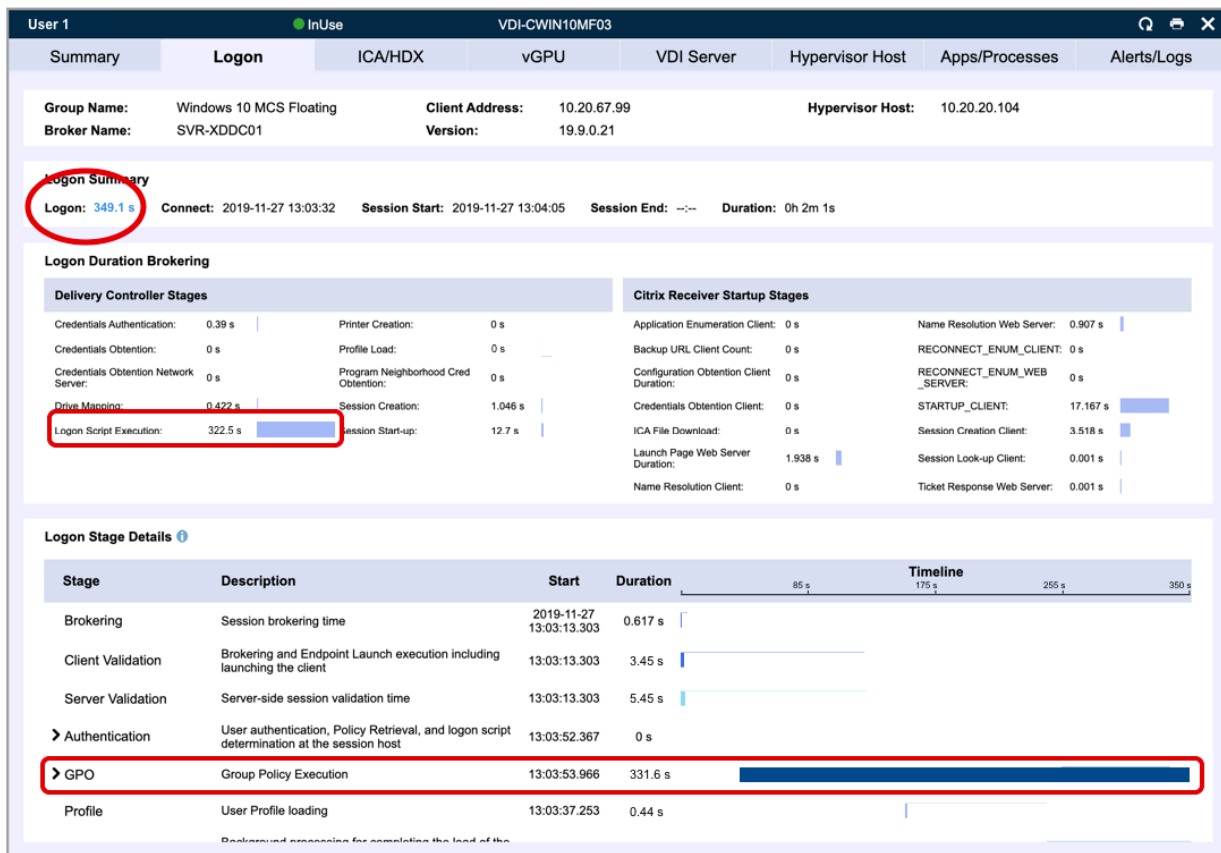 User 1 InUse VDI-CWIN10MF03
Summary Logon ICA/HDX vGPU VDI Server Hypervisor Host Apps/Processes Alerts/Logs
Group Name: Windows 10 MCS Floating Client Address: 10.20.67.99 Hypervisor Host: 10.20.20.104
Broker Name: SVR-XDDC01 Version: 19.9.0.21
Logon Summary
Logon: 349.1 s Connect: 2019-11-27 13:03:32 Session Start: 2019-11-27 13:04:05 Session End: --:-- Duration: 0h 2m 1s
Logon Duration Brokering
Delivery Controller Stages
Credentials Authentication: 0.39 s Printer Creation: 0 s
Credentials Obtention: 0 s Profile Load: 0 s
Credentials Obtention Network
Server: 0 s Program Neighborhood Cred
Obtention: 0 s
Drive Mapping: 0.422 s Session Creation: 1.046 s
Logon Script Execution: 322.5 s Session Start-up: 12.7 s
Citrix Receiver Startup Stages
Application Enumeration Client: 0 s Name Resolution Web Server: 0.907 s
Backup URL Client Count: 0 s RECONNECT_ENUM_CLIENT: 0 s
Configuration Obtention Client
Duration: 0 s RECONNECT_ENUM_WEB
_SERVER: 0 s
Credentials Obtention Client: 0 s STARTUP_CLIENT: 17.167 s
ICA File Download: 0 s Session Creation Client: 3.518 s
Launch Page Web Server
Duration: 1.938 s Session Look-up Client: 0.001 s
Name Resolution Client: 0 s Ticket Response Web Server: 0.001 s
Logon Stage Details
Stage Description Start Duration Timeline
85 s 175 s 255 s 350 s
Brokering Session brokering time 2019-11-27
13:03:13.303 0.617 s
Client Validation Brokering and Endpoint Launch execution including
launching the client 13:03:13.303 3.45 s
Server Validation Server-side session validation time 13:03:13.303 5.45 s
Authentication User authentication, Policy Retrieval, and logon script
determination at the session host 13:03:52.367 0 s
GPO Group Policy Execution 13:03:53.966 331.6 s
Profile User Profile loading 13:03:37.253 0.44 s
Background processing for completing the load of the